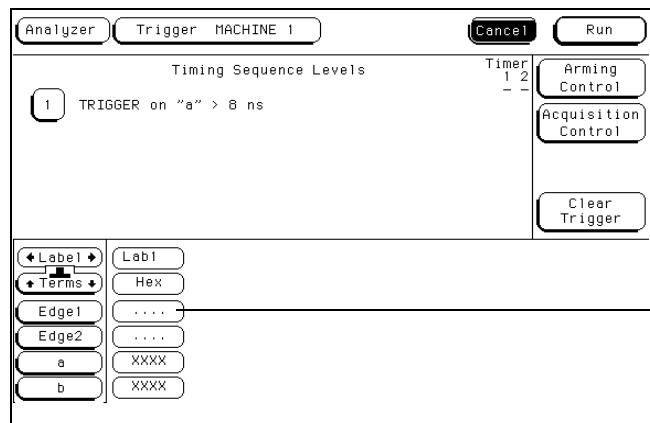 Analyzer Trigger MACHINE 1 Cancel Run
Timing Sequence Levels
Timer
1 2
- -
Arming
Control
1 TRIGGER on "a" > 8 ns
Acquisition
Control
Clear
Trigger
Label Lab1
Terms Hex
Edge1 ....
Edge2 ....
a XXXX
b XXXX